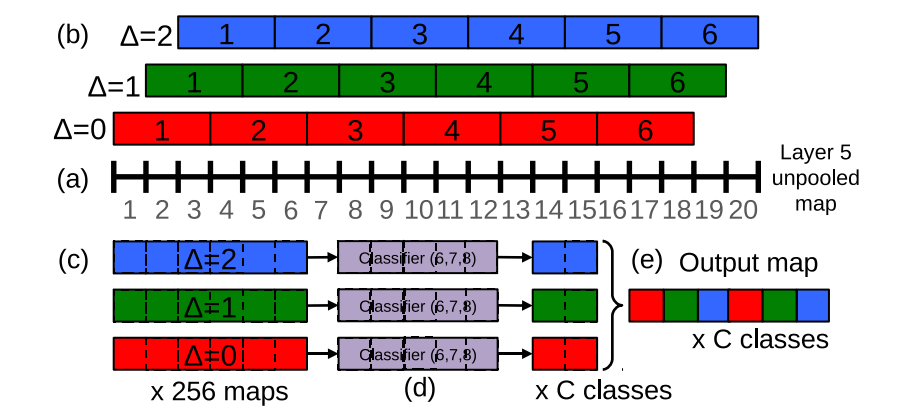 (b) Δ=2 1 2 3 4 5 6
Δ=1 1 2 3 4 5 6
Δ=0 1 2 3 4 5 6
(a)
1 2 3 4 5 6 7 8 9 10 11 12 13 14 15 16 17 18 19 20
Layer 5
unpooled
map
(c) Δ=2 Classifier (6,7,8)
Δ=1 Classifier (6,7,8)
Δ=0 Classifier (6,7,8)
x 256 maps
(d)
x C classes
(e) Output map
x C classes